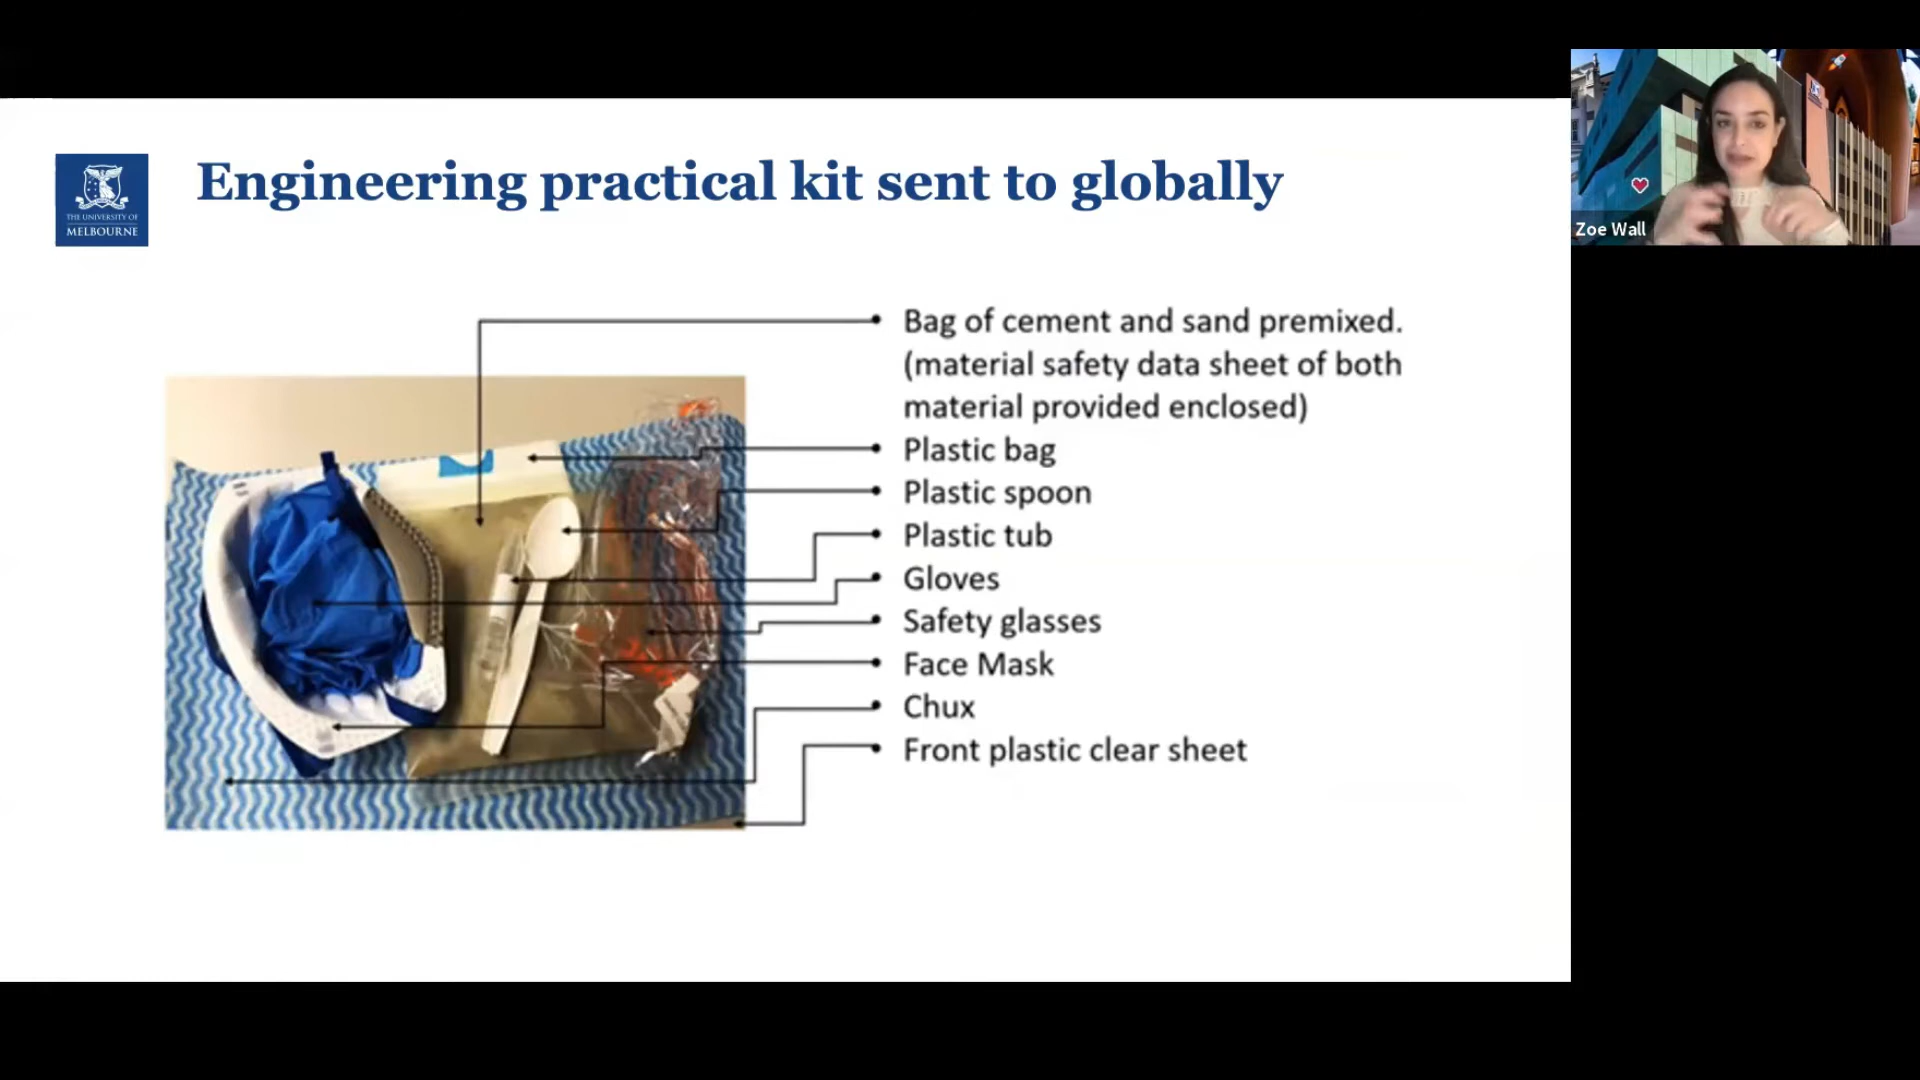 Engineering practical kit sent to globally
THE UNIVERSITY OF
MELBOURNE
Zoe Wall
Bag of cement and sand premixed.
(material safety data sheet of both
material provided enclosed)
Plastic bag
Plastic spoon
Plastic tub
Gloves
Safety glasses
Face Mask
Chux
Front plastic clear sheet